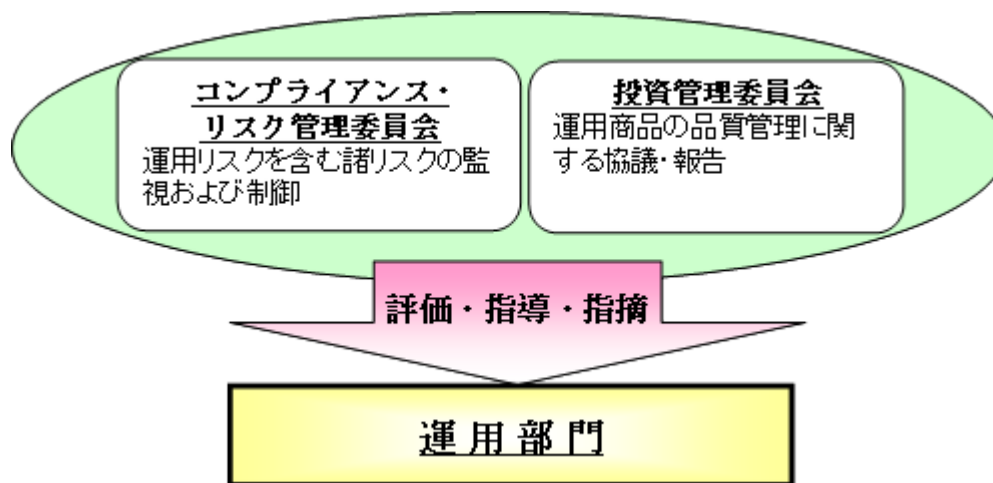 コンプライアンス・
リスク管理委員会
運用リスクを含む諸リスクの監
視および制御
投資管理委員会
運用商品の品質管理に関
する協議・報告
評価・指導・指摘
運用部門